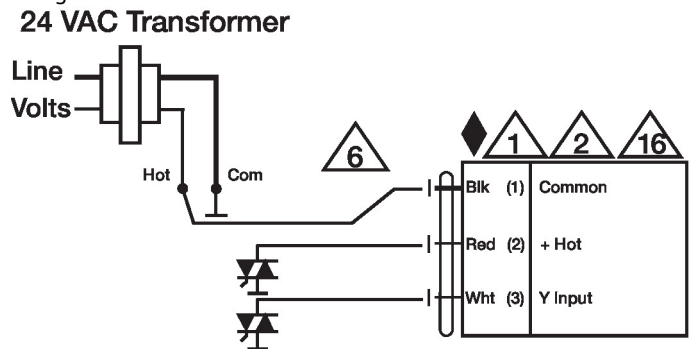 24 VAC Transformer
Line
Volts
Hot
Com
6
1
2
16
Blk (1) Common
Red (2) + Hot
Wht (3) Y Input